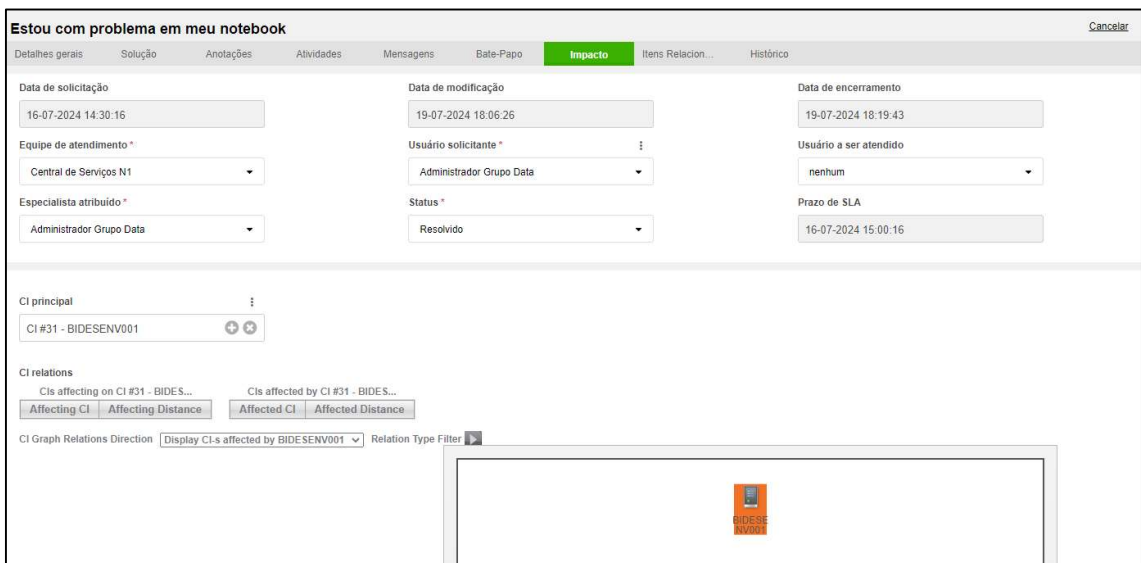 Estou com problema em meu notebook
Cancelar
Detalhes gerais Solução Anotações Atividades Mensagens Bate-Papo Impacto Itens Relacion... Histórico
Data de solicitação Data de modificação Data de encerramento
16-07-2024 14:30:16 19-07-2024 18:06:26 19-07-2024 18:19:43
Equipe de atendimento * Usuário solicitante * Usuário a ser atendido
Central de Serviços N1 Administrador Grupo Data nenhum
Especialista atribuído * Status * Prazo de SLA
Administrador Grupo Data Resolvido 16-07-2024 15:00:16
CI principal
CI #31 - BIDESENV001
CI relations
CIs affecting on CI #31 - BIDES... CIs affected by CI #31 - BIDES...
Affecting CI Affecting Distance Affected CI Affected Distance
CI Graph Relations Direction Display CI-s affected by BIDESENV001 Relation Type Filter
BIDESE
NV001